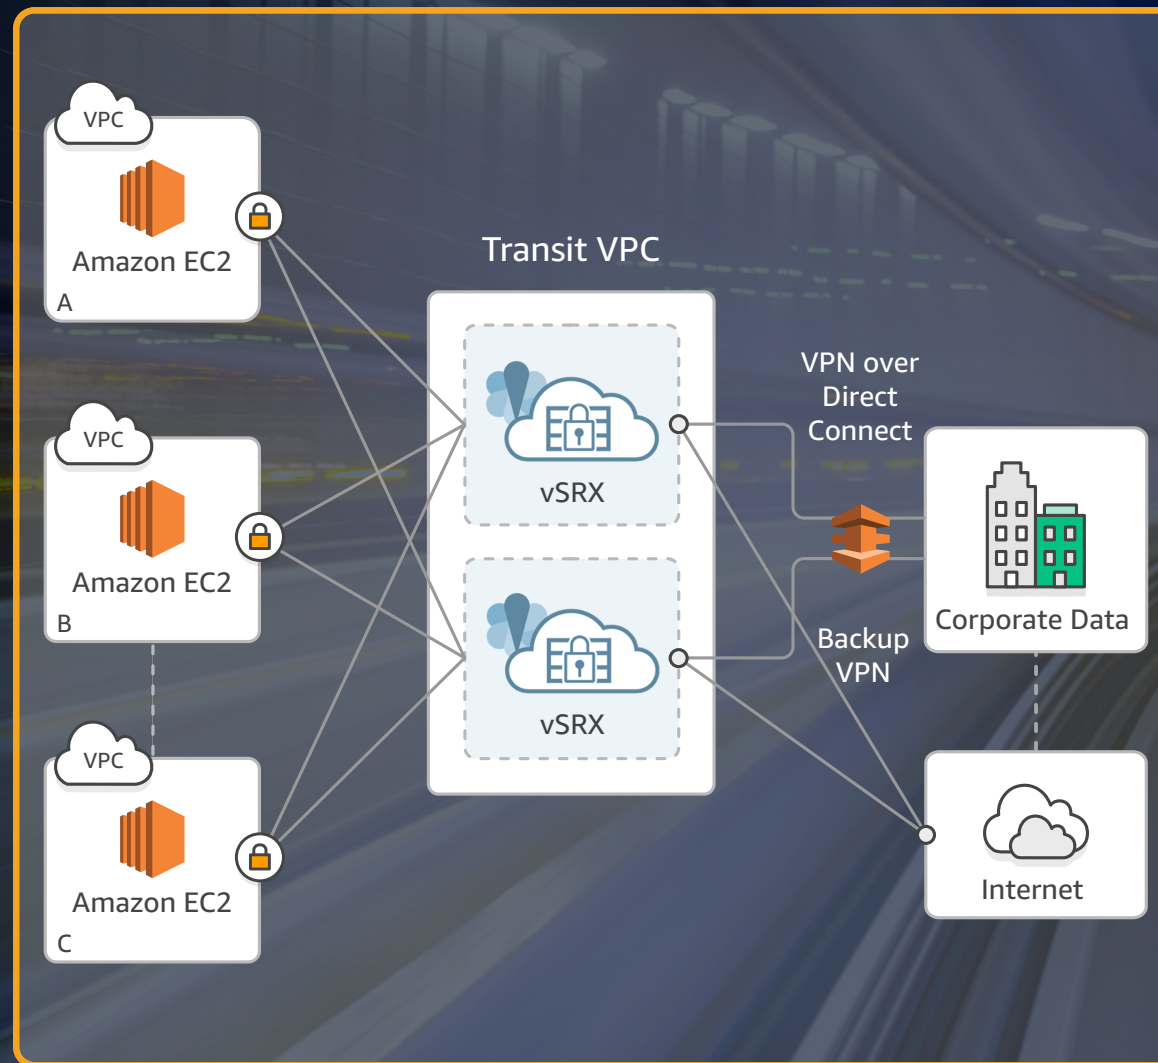 VPC
Amazon EC2
A
VPC
Amazon EC2
B
VPC
Amazon EC2
C
Transit VPC
vSRX
vSRX
VPN over
Direct
Connect
Backup
VPN
Corporate Data
Internet